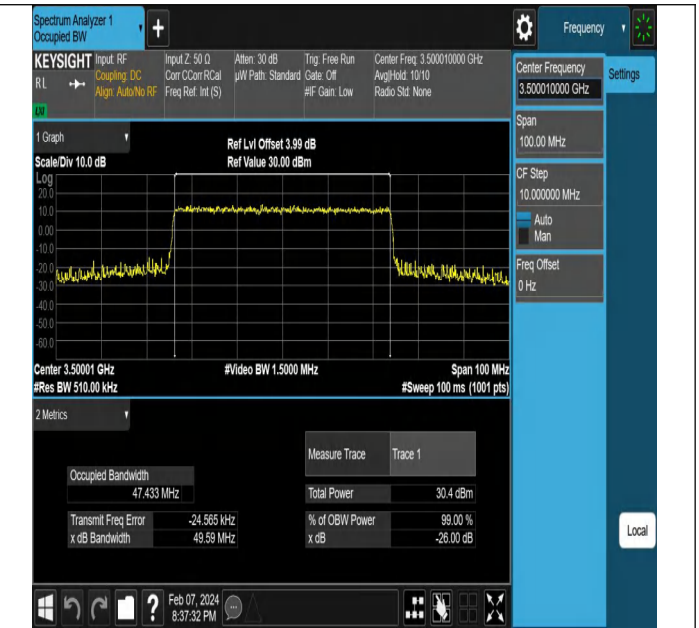 Spectrum Analyzer 1
Occupied BW
+
Frequency
KEYSIGHT
RL
LXI
Input: RF
Coupling: DC
Align: Auto/No RF
Input Z: 50 Ω
Corr CCorr RCal
Freq Ref: Int (S)
Atten: 30 dB
µW Path: Standard
Trig: Free Run
Gate: Off
#IF Gain: Low
Center Freq: 3.500010000 GHz
Avg|Hold: 10/10
Radio Std: None
Center Frequency
3.500010000 GHz
Settings
Span
100.00 MHz
CF Step
10.000000 MHz
Auto
Man
Freq Offset
0 Hz
1 Graph
Scale/Div 10.0 dB
Ref Lvl Offset 3.99 dB
Ref Value 30.00 dBm
Log
20.0
10.0
0.00
-10.0
-20.0
-30.0
-40.0
-50.0
-60.0
Center 3.50001 GHz
#Video BW 1.5000 MHz
Span 100 MHz
#Res BW 510.00 kHz
#Sweep 100 ms (1001 pts)
2 Metrics
Measure Trace
Trace 1
Occupied Bandwidth
47.433 MHz
Total Power
30.4 dBm
Transmit Freq Error
-24.565 kHz
% of OBW Power
99.00 %
x dB Bandwidth
49.59 MHz
x dB
-26.00 dB
Local
?
Feb 07, 2024
8:37:32 PM